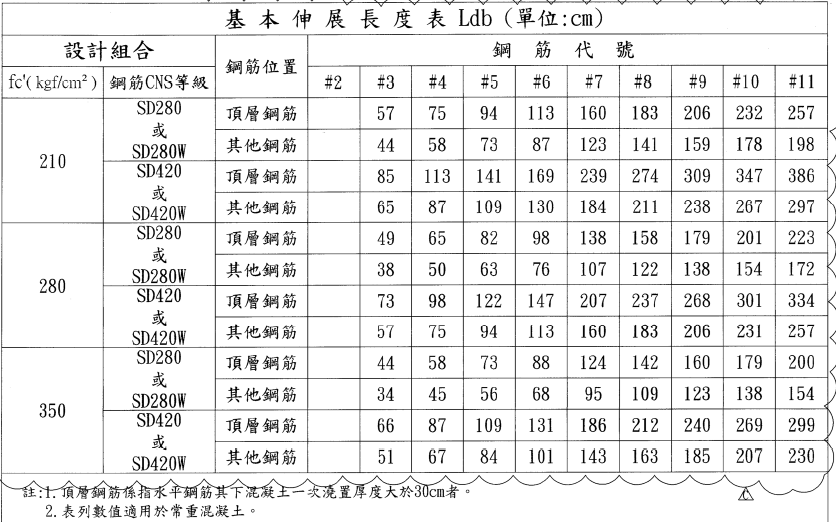 基本伸展長度表 Ldb (單位:cm)
設計組合 鋼筋位置 鋼筋代號
fc'( kgf/cm² ) 鋼筋CNS等級 #2 #3 #4 #5 #6 #7 #8 #9 #10 #11
210 SD280 或 SD280W 頂層鋼筋 57 75 94 113 160 183 206 232 257
其他鋼筋 44 58 73 87 123 141 159 178 198
SD420 或 SD420W 頂層鋼筋 85 113 141 169 239 274 309 347 386
其他鋼筋 65 87 109 130 184 211 238 267 297
280 SD280 或 SD280W 頂層鋼筋 49 65 82 98 138 158 179 201 223
其他鋼筋 38 50 63 76 107 122 138 154 172
SD420 或 SD420W 頂層鋼筋 73 98 122 147 207 237 268 301 334
其他鋼筋 57 75 94 113 160 183 206 231 257
350 SD280 或 SD280W 頂層鋼筋 44 58 73 88 124 142 160 179 200
其他鋼筋 34 45 56 68 95 109 123 138 154
SD420 或 SD420W 頂層鋼筋 66 87 109 131 186 212 240 269 299
其他鋼筋 51 67 84 101 143 163 185 207 230
註:1.頂層鋼筋係指水平鋼筋其下混凝土一次澆置厚度大於30cm者。
2.表列數值適用於常重混凝土。